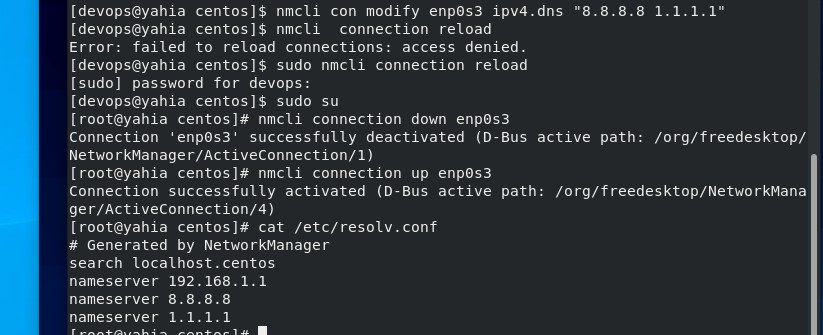 [devops@yahia centos]$ nmcli con modify enp0s3 ipv4.dns "8.8.8.8 1.1.1.1"
[devops@yahia centos]$ nmcli  connection reload
Error: failed to reload connections: access denied.
[devops@yahia centos]$ sudo nmcli connection reload
[sudo] password for devops:
[devops@yahia centos]$ sudo su
[root@yahia centos]# nmcli connection down enp0s3
Connection 'enp0s3' successfully deactivated (D-Bus active path: /org/freedesktop/
NetworkManager/ActiveConnection/1)
[root@yahia centos]# nmcli connection up enp0s3
Connection successfully activated (D-Bus active path: /org/freedesktop/NetworkMana
ger/ActiveConnection/4)
[root@yahia centos]# cat /etc/resolv.conf
# Generated by NetworkManager
search localhost.centos
nameserver 192.168.1.1
nameserver 8.8.8.8
nameserver 1.1.1.1
[root@yahia centos]#